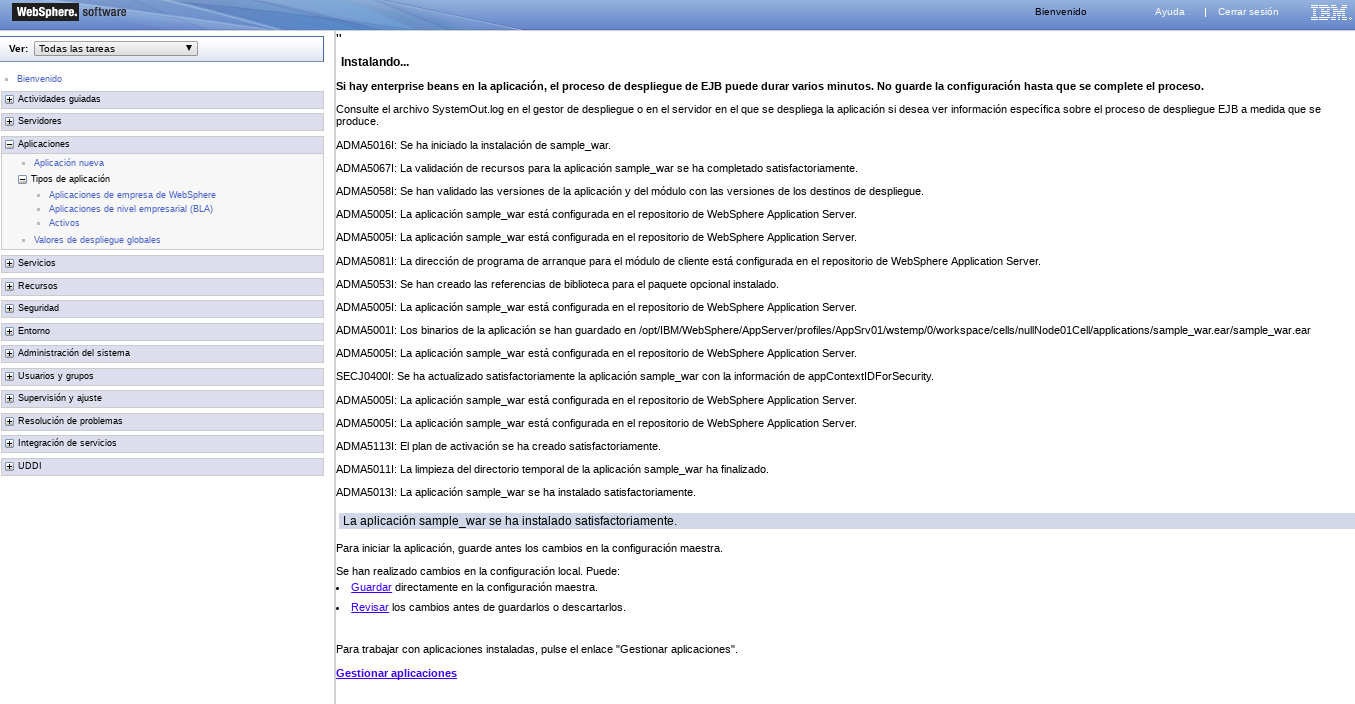 WebSphere. software
Bienvenido
Ayuda | Cerrar sesión
IBM.
Ver: Todas las tareas
Bienvenido
Actividades guiadas
Servidores
Aplicaciones
Aplicación nueva
Tipos de aplicación
Aplicaciones de empresa de WebSphere
Aplicaciones de nivel empresarial (BLA)
Activos
Valores de despliegue globales
Servicios
Recursos
Seguridad
Entorno
Administración del sistema
Usuarios y grupos
Supervisión y ajuste
Resolución de problemas
Integración de servicios
UDDI
"
Instalando...
Si hay enterprise beans en la aplicación, el proceso de despliegue de EJB puede durar varios minutos. No guarde la configuración hasta que se complete el proceso.
Consulte el archivo SystemOut.log en el gestor de despliegue o en el servidor en el que se despliega la aplicación si desea ver información específica sobre el proceso de despliegue EJB a medida que se
produce.
ADMA5016I: Se ha iniciado la instalación de sample_war.
ADMA5067I: La validación de recursos para la aplicación sample_war se ha completado satisfactoriamente.
ADMA5058I: Se han validado las versiones de la aplicación y del módulo con las versiones de los destinos de despliegue.
ADMA5005I: La aplicación sample_war está configurada en el repositorio de WebSphere Application Server.
ADMA5005I: La aplicación sample_war está configurada en el repositorio de WebSphere Application Server.
ADMA5081I: La dirección de programa de arranque para el módulo de cliente está configurada en el repositorio de WebSphere Application Server.
ADMA5053I: Se han creado las referencias de biblioteca para el paquete opcional instalado.
ADMA5005I: La aplicación sample_war está configurada en el repositorio de WebSphere Application Server.
ADMA5001I: Los binarios de la aplicación se han guardado en /opt/IBM/WebSphere/AppServer/profiles/AppSrv01/wstemp/0/workspace/cells/nullNode01Cell/applications/sample_war.ear/sample_war.ear
ADMA5005I: La aplicación sample_war está configurada en el repositorio de WebSphere Application Server.
SECJ0400I: Se ha actualizado satisfactoriamente la aplicación sample_war con la información de appContextIDForSecurity.
ADMA5005I: La aplicación sample_war está configurada en el repositorio de WebSphere Application Server.
ADMA5005I: La aplicación sample_war está configurada en el repositorio de WebSphere Application Server.
ADMA5113I: El plan de activación se ha creado satisfactoriamente.
ADMA5011I: La limpieza del directorio temporal de la aplicación sample_war ha finalizado.
ADMA5013I: La aplicación sample_war se ha instalado satisfactoriamente.
La aplicación sample_war se ha instalado satisfactoriamente.
Para iniciar la aplicación, guarde antes los cambios en la configuración maestra.
Se han realizado cambios en la configuración local. Puede:
Guardar directamente en la configuración maestra.
Revisar los cambios antes de guardarlos o descartarlos.
Para trabajar con aplicaciones instaladas, pulse el enlace "Gestionar aplicaciones".
Gestionar aplicaciones